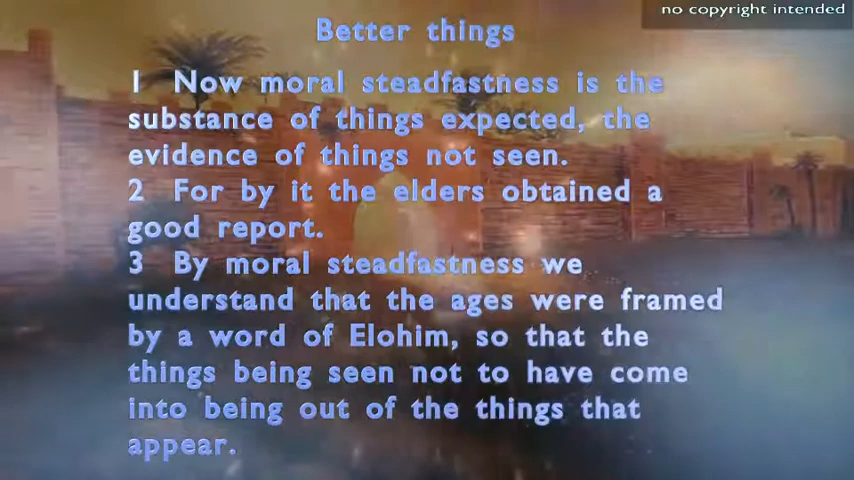 no copyright intended
Better things
1 Now moral steadfastness is the
substance of things expected, the
evidence of things not seen.
2 For by it the elders obtained a
good report.
3 By moral steadfastness we
understand that the ages were framed
by a word of Elohim, so that the
things being seen not to have come
into being out of the things that
appear.